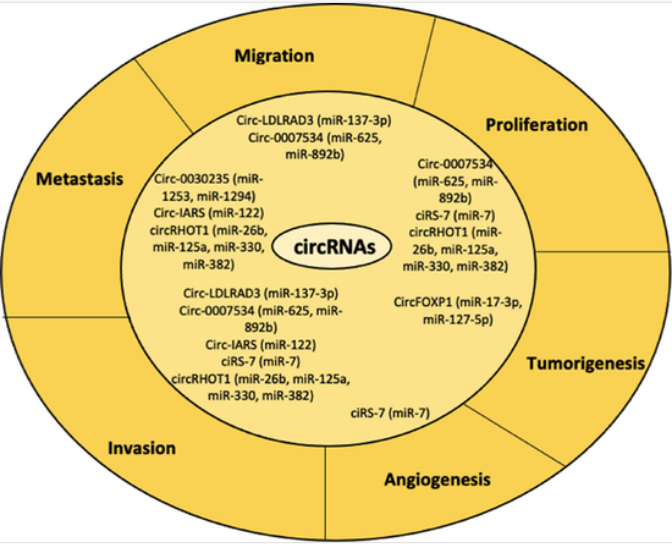 Migration
Proliferation
Metastasis
Circ-LDLRAD3 (miR-137-3p)
Circ-0007534 (miR-625,
miR-892b)
Circ-0007534
(miR-625, miR-
892b)
ciRS-7 (miR-7)
circRHOT1 (miR-
26b, miR-125a,
miR-330, miR-382)
Circ-0030235 (miR-
1253, miR-1294)
Circ-IARS (miR-122)
circRHOT1 (miR-26b,
miR-125a, miR-330,
miR-382)
circRNAs
Circ-LDLRAD3 (miR-137-3p)
Circ-0007534 (miR-625, miR-
892b)
Circ-IARS (miR-122)
ciRS-7 (miR-7)
circRHOT1 (miR-26b, miR-125a,
miR-330, miR-382)
CircFOXP1 (miR-17-3p,
miR-127-5p)
ciRS-7 (miR-7)
Tumorigenesis
Invasion
Angiogenesis